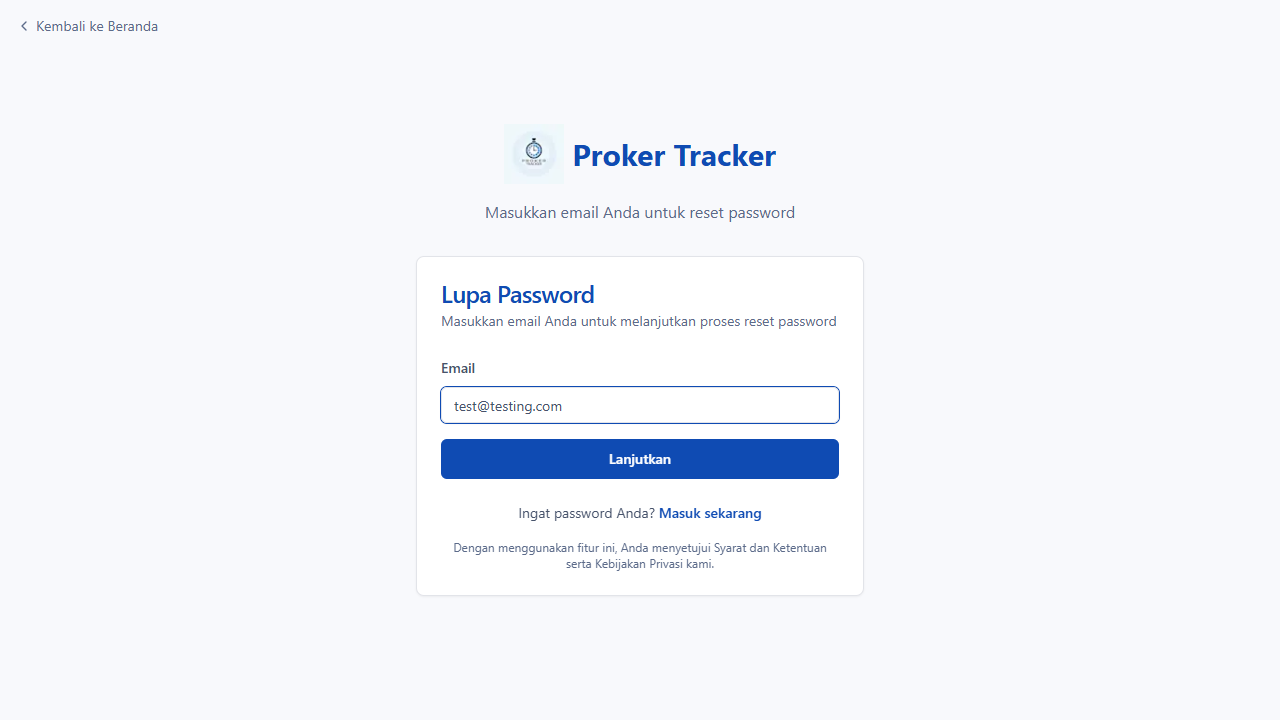 Kembali ke Beranda
Proker Tracker
Masukkan email Anda untuk reset password
Lupa Password
Masukkan email Anda untuk melanjutkan proses reset password
Email
test@testing.com
Lanjutkan
Ingat password Anda? Masuk sekarang
Dengan menggunakan fitur ini, Anda menyetujui Syarat dan Ketentuan
serta Kebijakan Privasi kami.